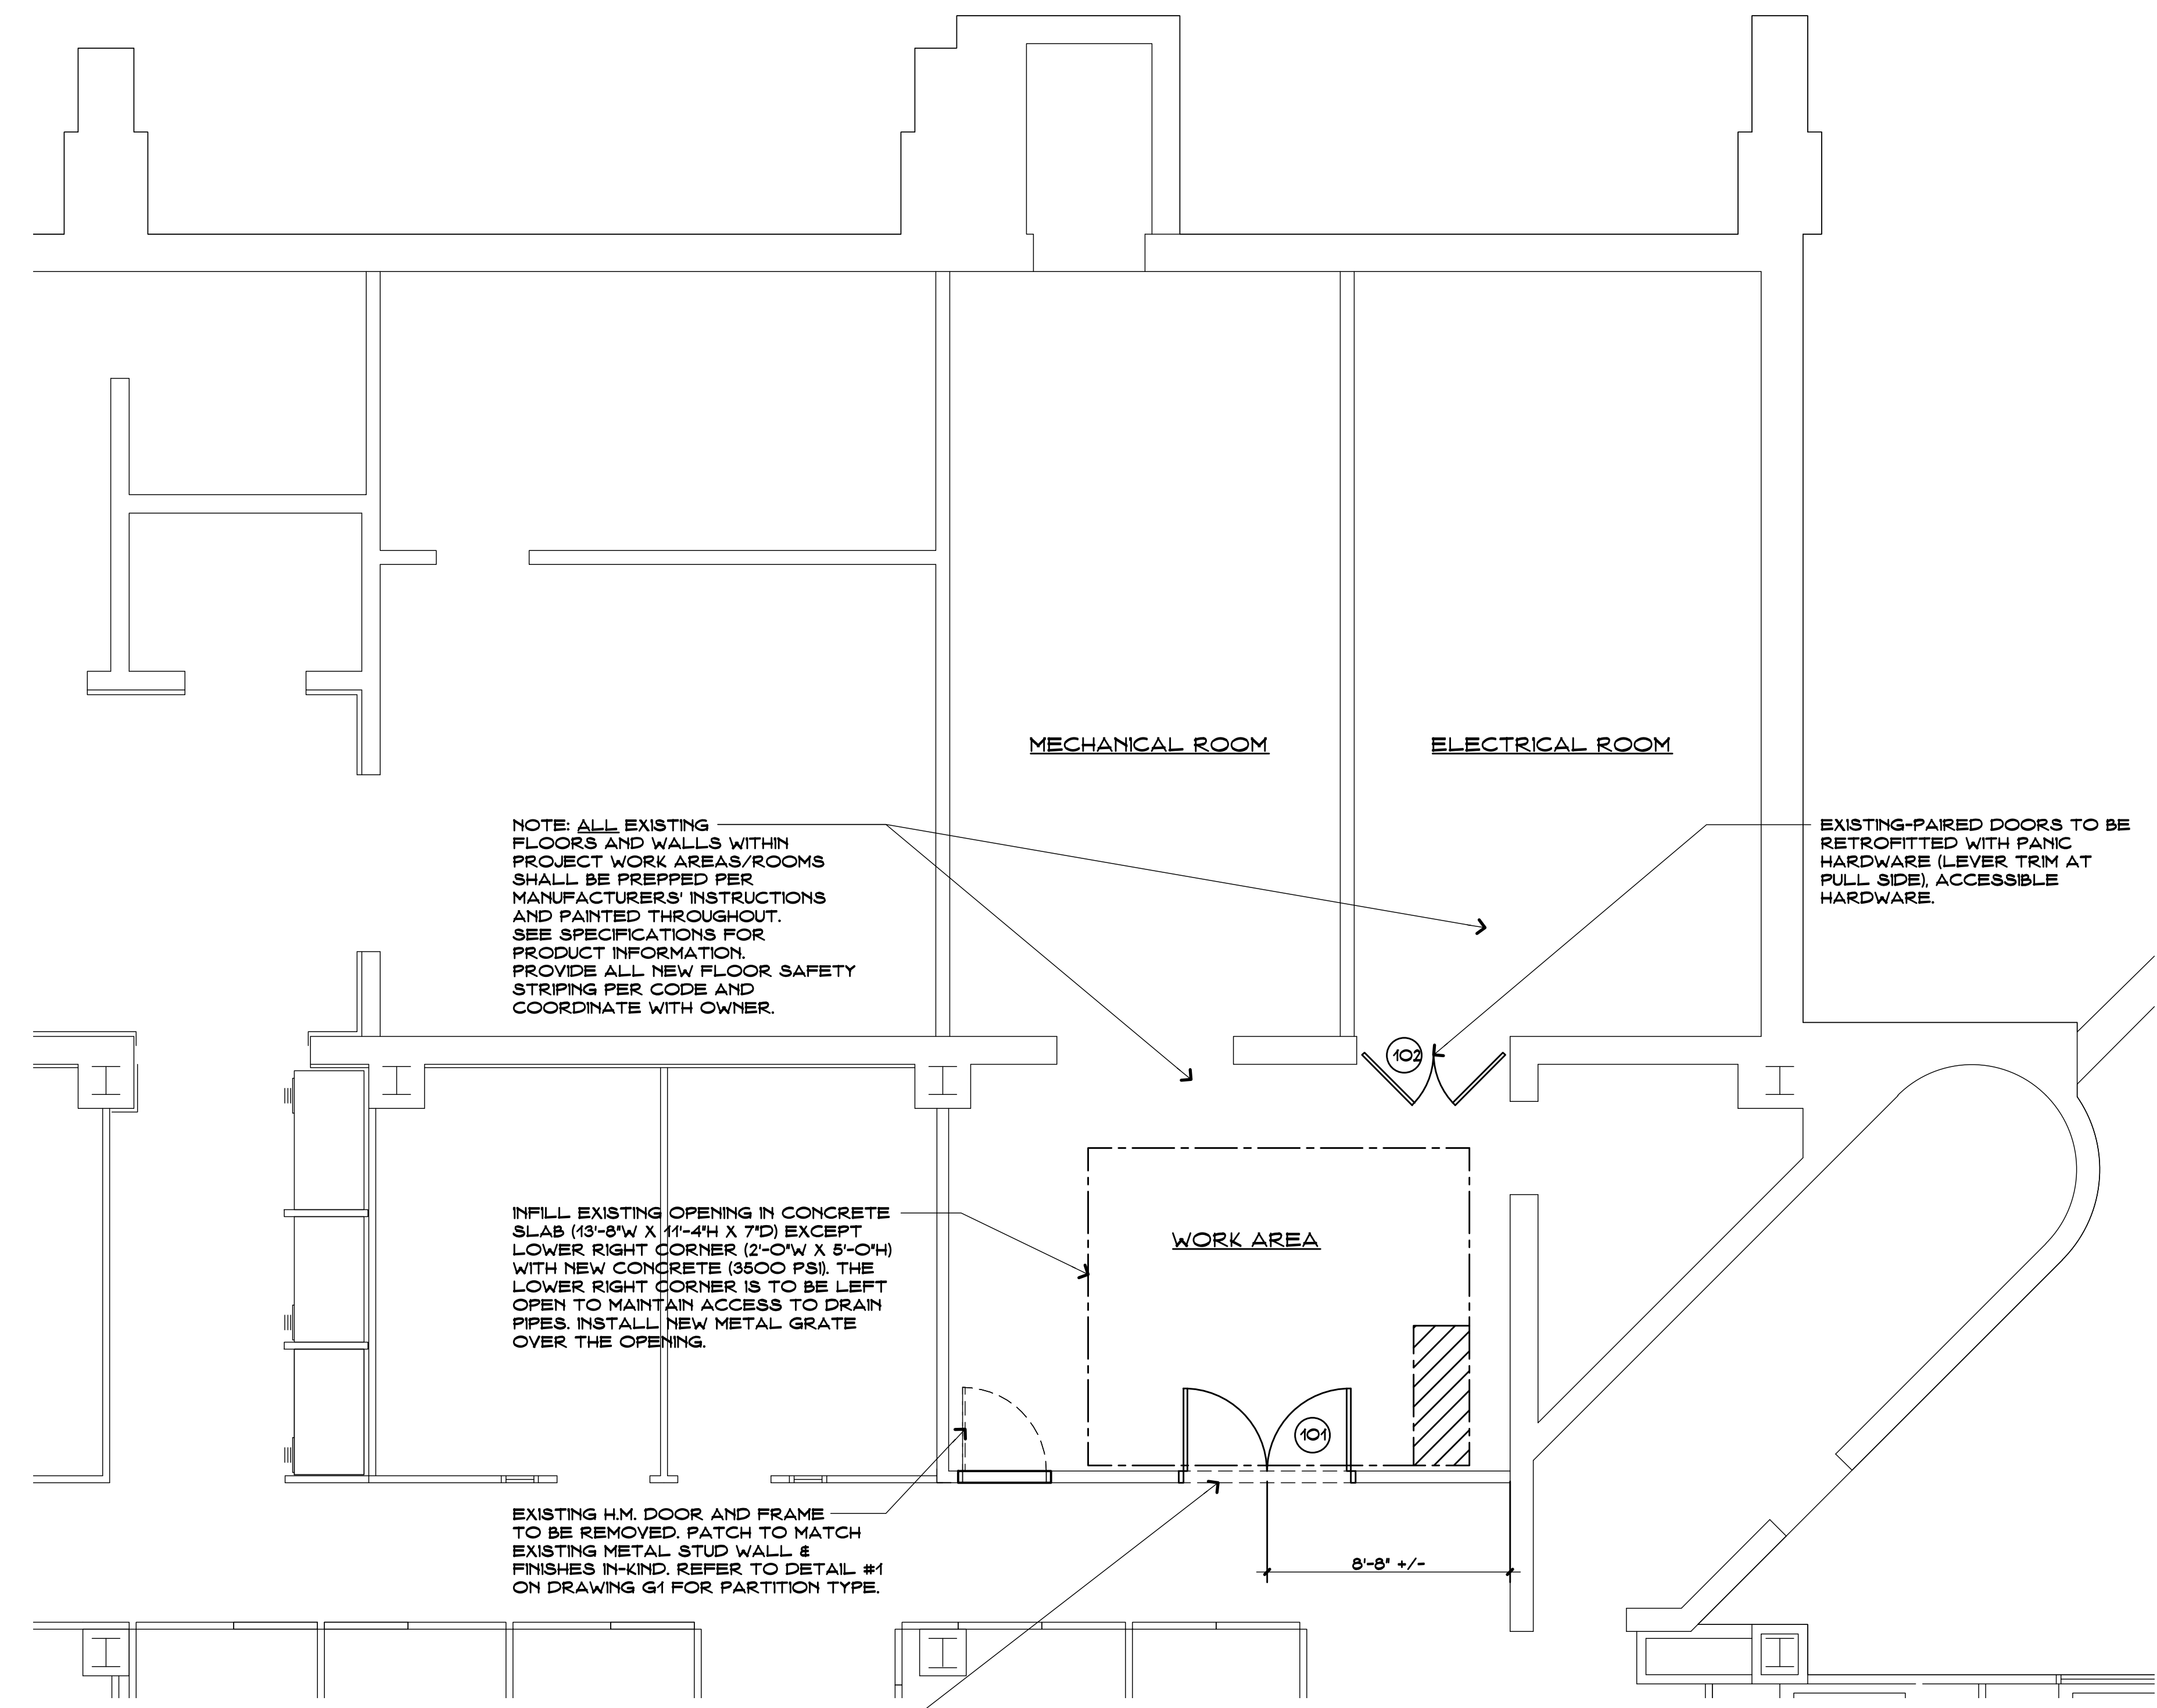 MECHANICAL ROOM
ELECTRICAL ROOM
NOTE: ALL EXISTING
FLOORS AND WALLS WITHIN
PROJECT WORK AREAS/ROOMS
SHALL BE PREPPED PER
MANUFACTURERS' INSTRUCTIONS
AND PAINTED THROUGHOUT.
SEE SPECIFICATIONS FOR
PRODUCT INFORMATION.
PROVIDE ALL NEW FLOOR SAFETY
STRIPING PER CODE AND
COORDINATE WITH OWNER.
EXISTING-PAIRED DOORS TO BE
RETROFITTED WITH PANIC
HARDWARE (LEVER TRIM AT
PULL SIDE), ACCESSIBLE
HARDWARE.
102
INFILL EXISTING OPENING IN CONCRETE
SLAB (13'-8"W X 11'-4"H X 7"D) EXCEPT
LOWER RIGHT CORNER (2'-0"W X 5'-0"H)
WITH NEW CONCRETE (3500 PSI). THE
LOWER RIGHT CORNER IS TO BE LEFT
OPEN TO MAINTAIN ACCESS TO DRAIN
PIPES. INSTALL NEW METAL GRATE
OVER THE OPENING.
WORK AREA
101
EXISTING H.M. DOOR AND FRAME
TO BE REMOVED. PATCH TO MATCH
EXISTING METAL STUD WALL &
FINISHES IN-KIND. REFER TO DETAIL #1
ON DRAWING G1 FOR PARTITION TYPE.
8'-8" +/-